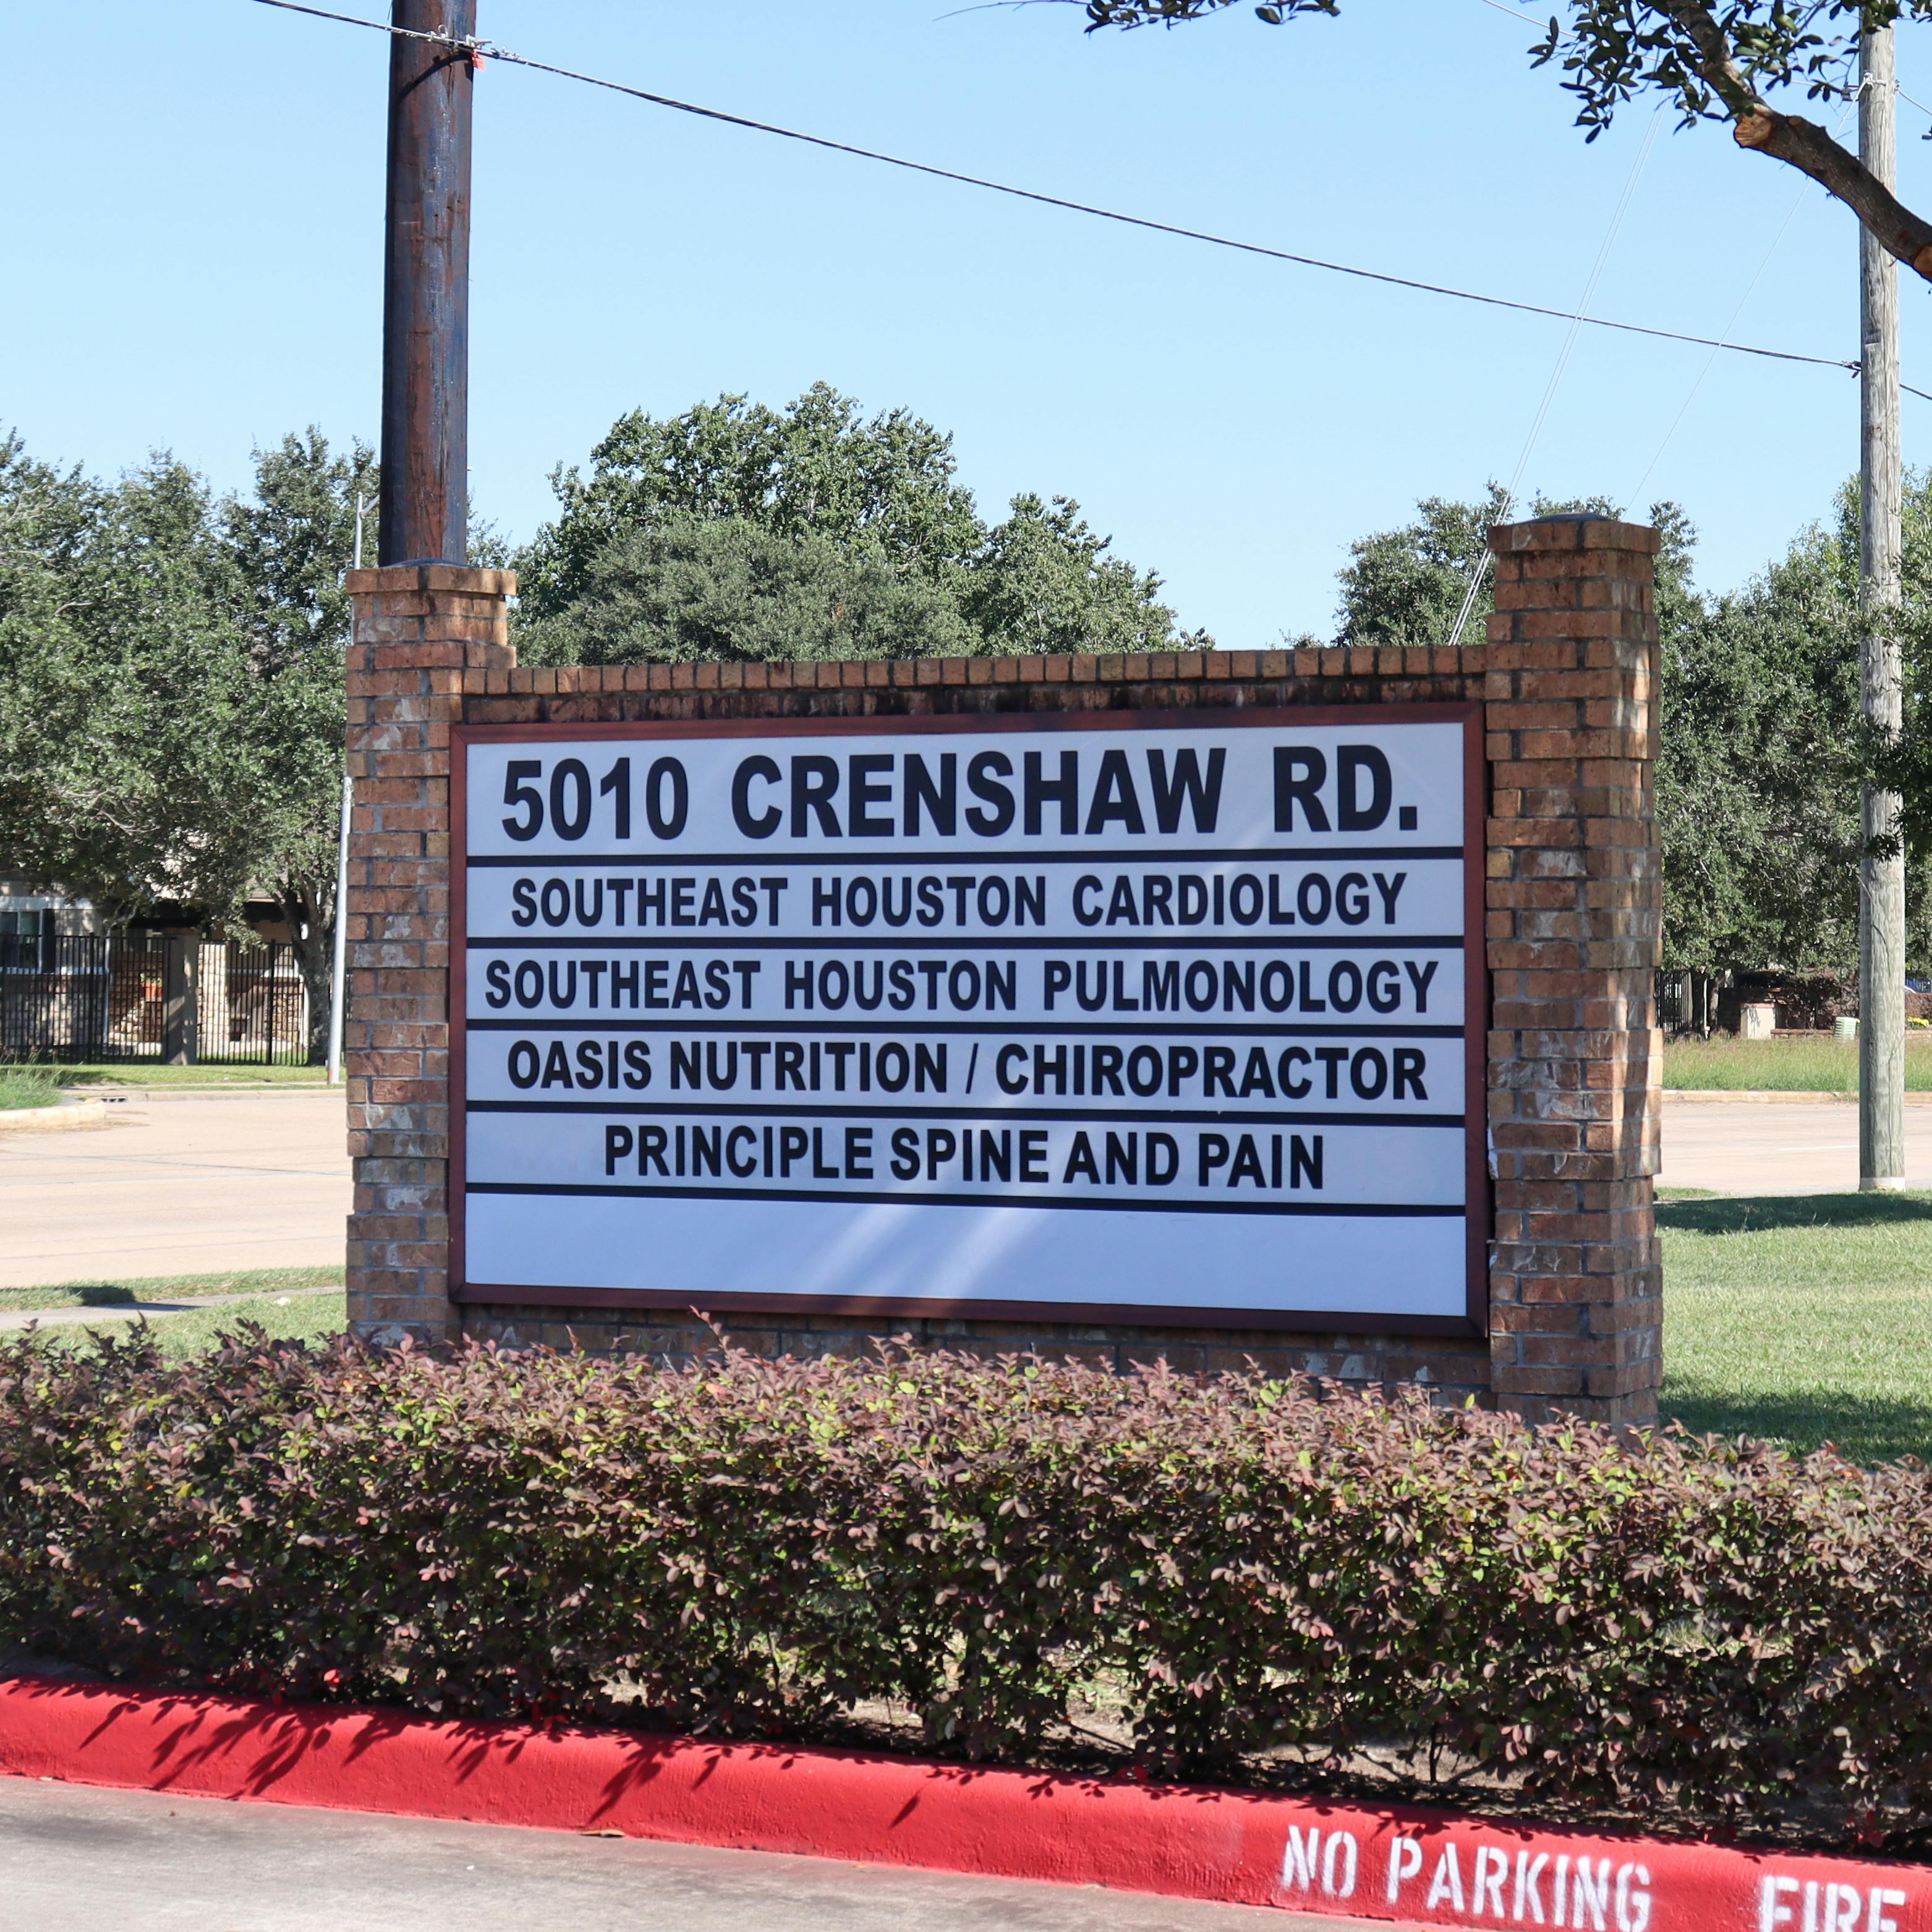 5010 CRENSHAW RD.
SOUTHEAST HOUSTON CARDIOLOGY
SOUTHEAST HOUSTON PULMONOLOGY
OASIS NUTRITION / CHIROPRACTOR
PRINCIPLE SPINE AND PAIN
NO PARKING FIRE